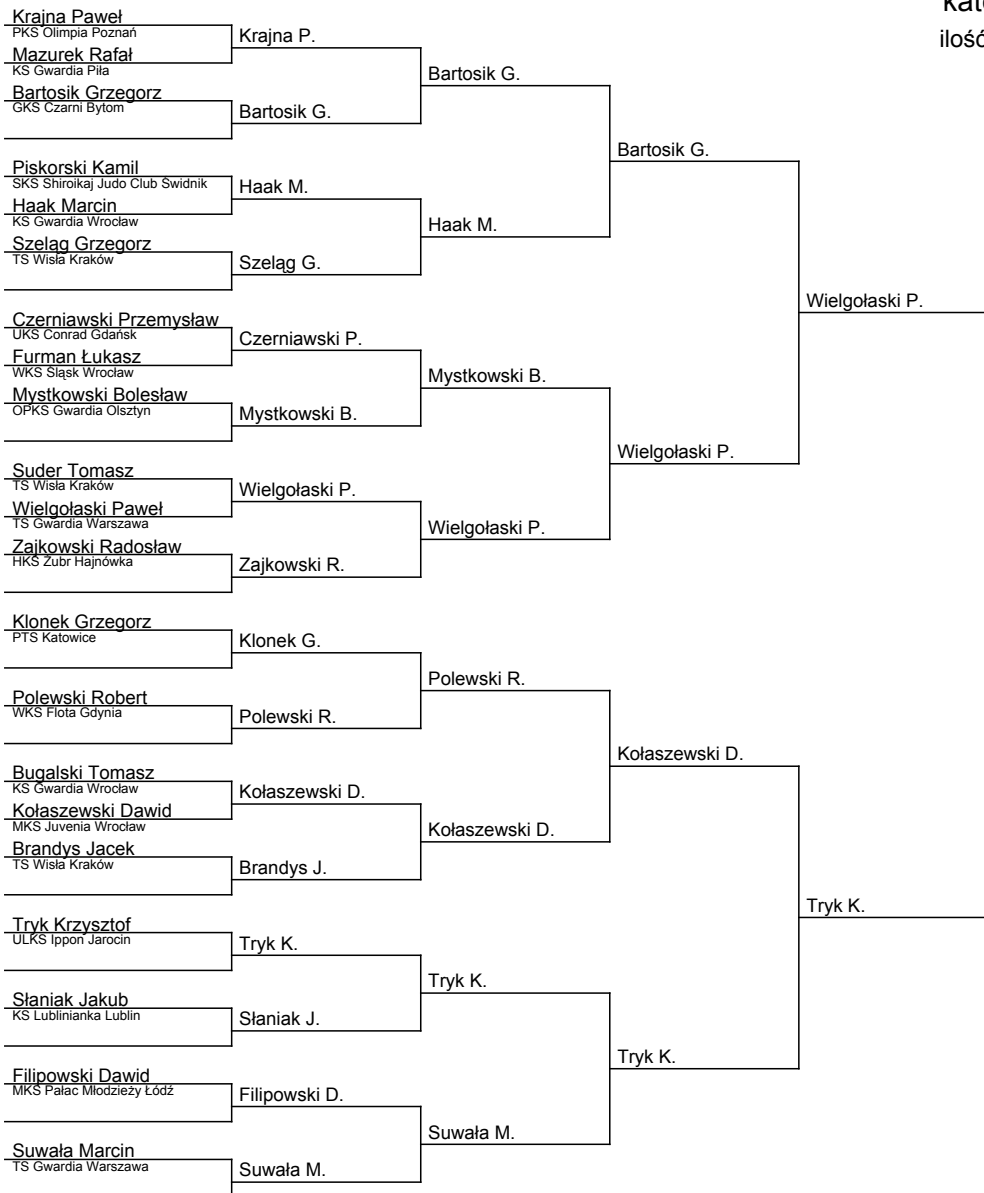 Krajna Paweł
PKS Olimpia Poznań
Mazurek Rafał
KS Gwardia Piła
Bartosik Grzegorz
GKS Czarni Bytom
Piskorski Kamil
SKS Shiroikaj Judo Club Świdnik
Haak Marcin
KS Gwardia Wrocław
Szeląg Grzegorz
TS Wisła Kraków
Czerniawski Przemysław
UKS Conrad Gdańsk
Furman Łukasz
WKS Śląsk Wrocław
Mystkowski Bolesław
OPKS Gwardia Olsztyn
Suder Tomasz
TS Wisła Kraków
Wielgołaski Paweł
TS Gwardia Warszawa
Zajkowski Radosław
HKS Żubr Hajnówka
Klonek Grzegorz
PTS Katowice
Polewski Robert
WKS Flota Gdynia
Bugalski Tomasz
KS Gwardia Wrocław
Kołaszewski Dawid
MKS Juvenia Wrocław
Brandys Jacek
TS Wisła Kraków
Tryk Krzysztof
ULKS Ippon Jarocin
Słaniak Jakub
KS Lublinianka Lublin
Filipowski Dawid
MKS Pałac Młodzieży Łódź
Suwała Marcin
TS Gwardia Warszawa
Krajna P.
Bartosik G.
Haak M.
Szeląg G.
Czerniawski P.
Mystkowski B.
Wielgołaski P.
Zajkowski R.
Klonek G.
Polewski R.
Kołaszewski D.
Brandys J.
Tryk K.
Słaniak J.
Filipowski D.
Suwała M.
Bartosik G.
Haak M.
Mystkowski B.
Wielgołaski P.
Polewski R.
Kołaszewski D.
Tryk K.
Suwała M.
Bartosik G.
Wielgołaski P.
Kołaszewski D.
Tryk K.
Wielgołaski P.
Tryk K.
ilość